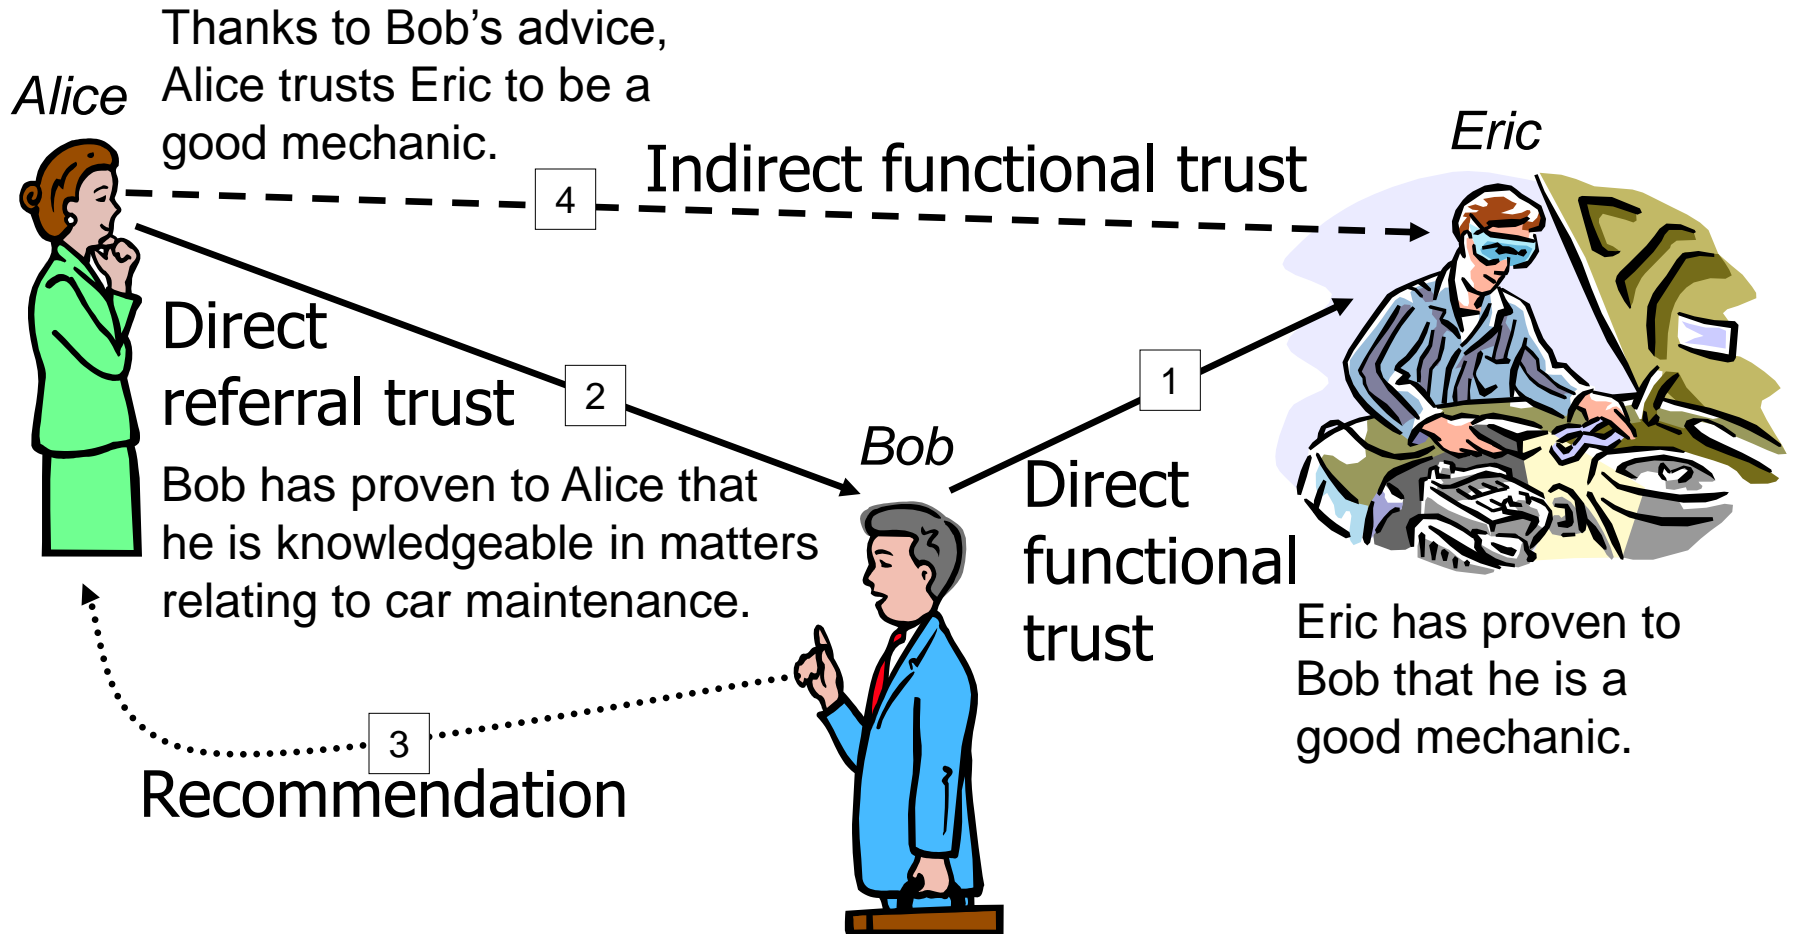 Thanks to Bob’s advice,
Alice trusts Eric to be a
good mechanic.
Alice
Eric
Indirect functional trust
4
Direct
referral trust
2
1
Bob
Bob has proven to Alice that
he is knowledgeable in matters
relating to car maintenance.
Direct
functional
trust
Eric has proven to
Bob that he is a
good mechanic.
3
Recommendation